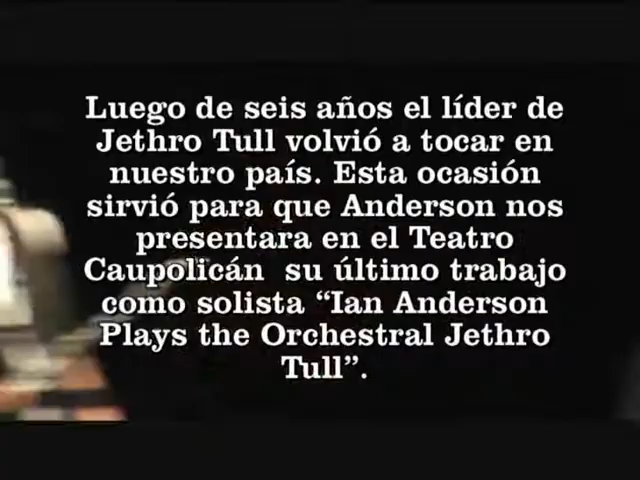 Luego de seis años el líder de
Jethro Tull volvió a tocar en
nuestro país. Esta ocasión
sirvió para que Anderson nos
presentara en el Teatro
Caupolicán  su último trabajo
como solista “Ian Anderson
Plays the Orchestral Jethro
Tull”.